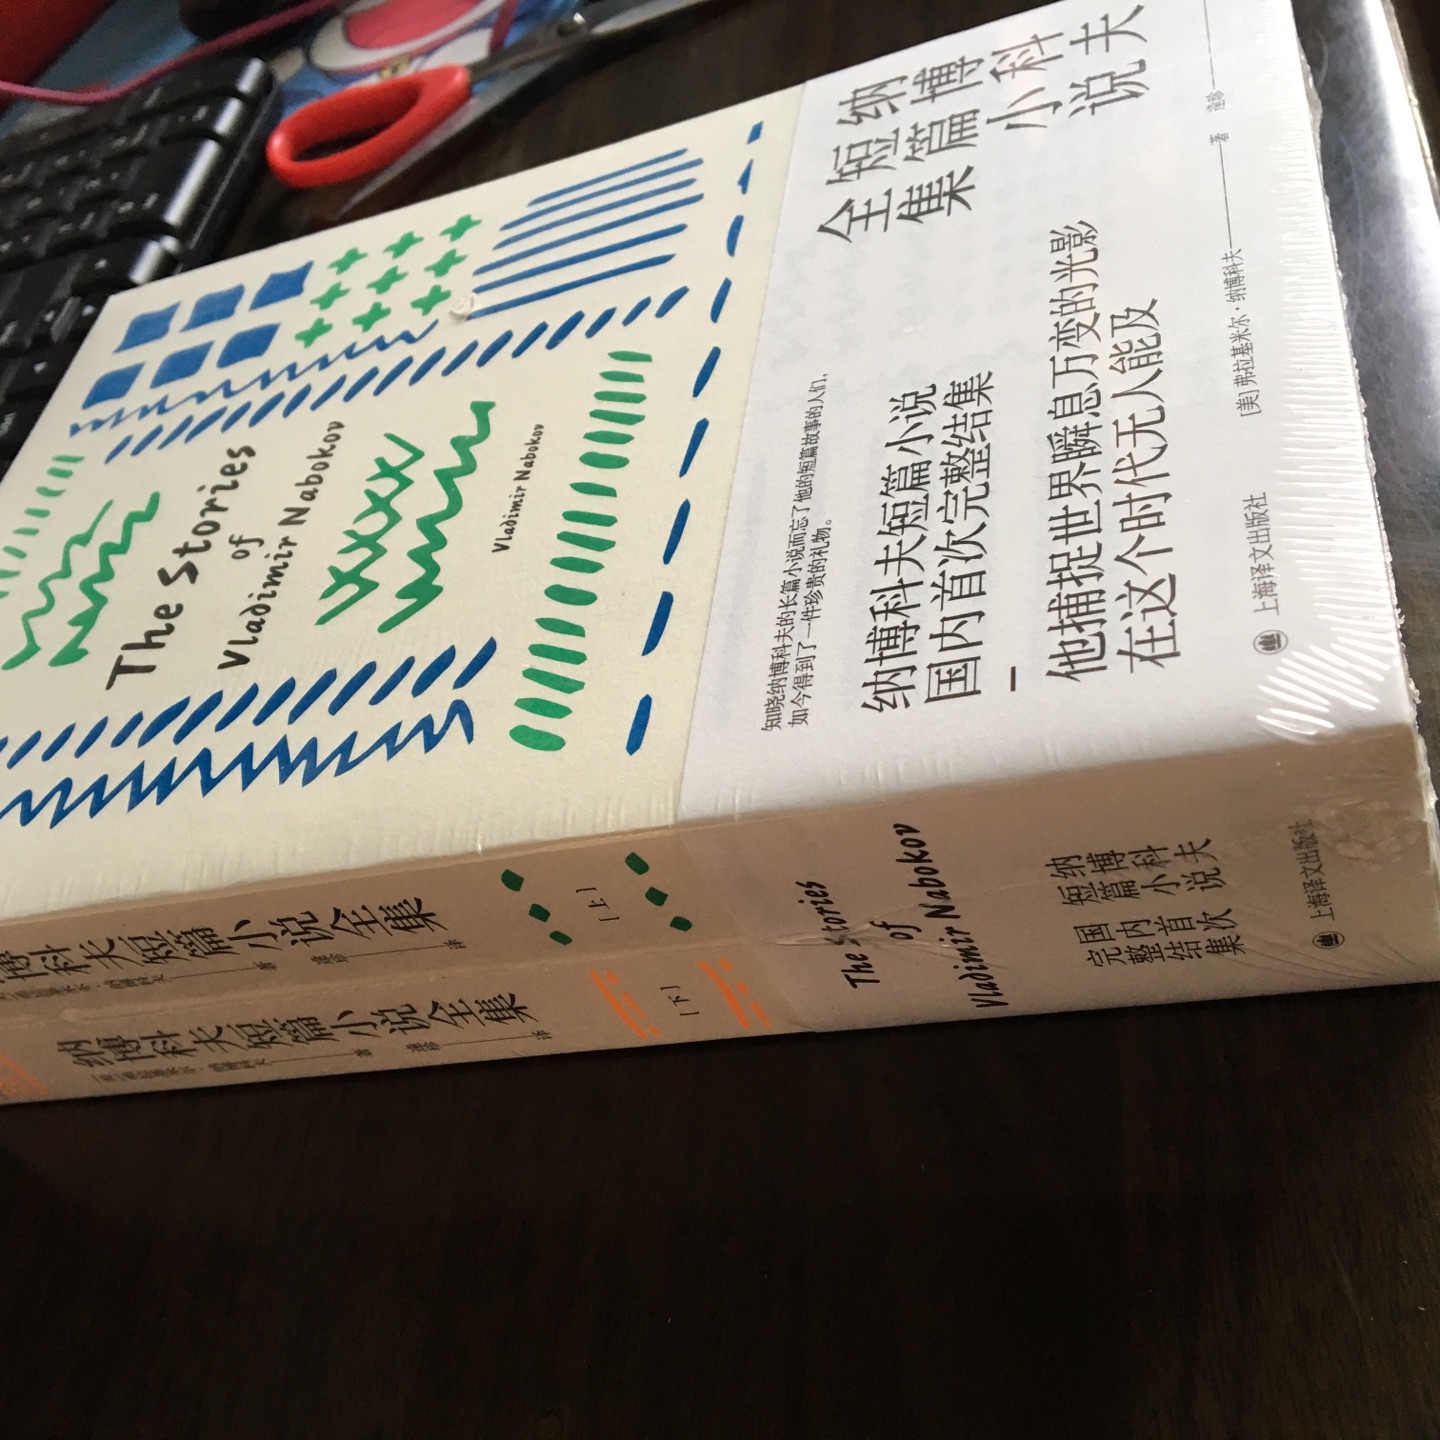 The Stories
of
Vladimir Nabokov
Vladimir Nabokov
纳博科夫
短篇小说
全集
知晓纳博科夫的长篇小说而忘了他的短篇故事的人们，
如今得到了一件珍贵的礼物。
纳博科夫短篇小说
国内首次完整结集
—
他捕捉世界瞬息万变的光影
在这个时代无人能及
[美]弗拉基米尔·纳博科夫——著
上海译文出版社
博科夫短篇小说全集
著
译
[上]
纳博科夫短篇小说全集
著
译
[下]
The Stories
of
Vladimir Nabokov
纳博科夫
短篇小说
国内首次
完整结集
上海译文出版社